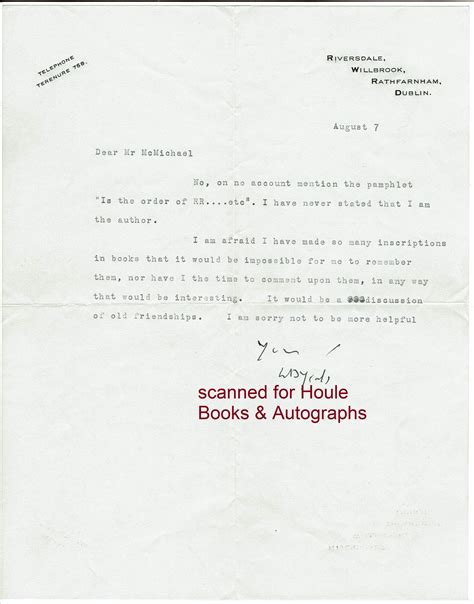 TELEPHONE
TERENURE 758.
RIVERSDALE,
WILLBROOK,
RATHFARNHAM,
DUBLIN.
August 7
Dear Mr McMichael
No, on no account mention the pamphlet
"Is the order of RR....etc". I have never stated that I am
the author.
I am afraid I have made so many inscriptions
in books that it would be impossible for me to remember
them, nor have I the time to comment upon them, in any way
that would be interesting. It would be a discussion
of old friendships. I am sorry not to be more helpful
Yours
WB Yeats
scanned for Houle
Books & Autographs